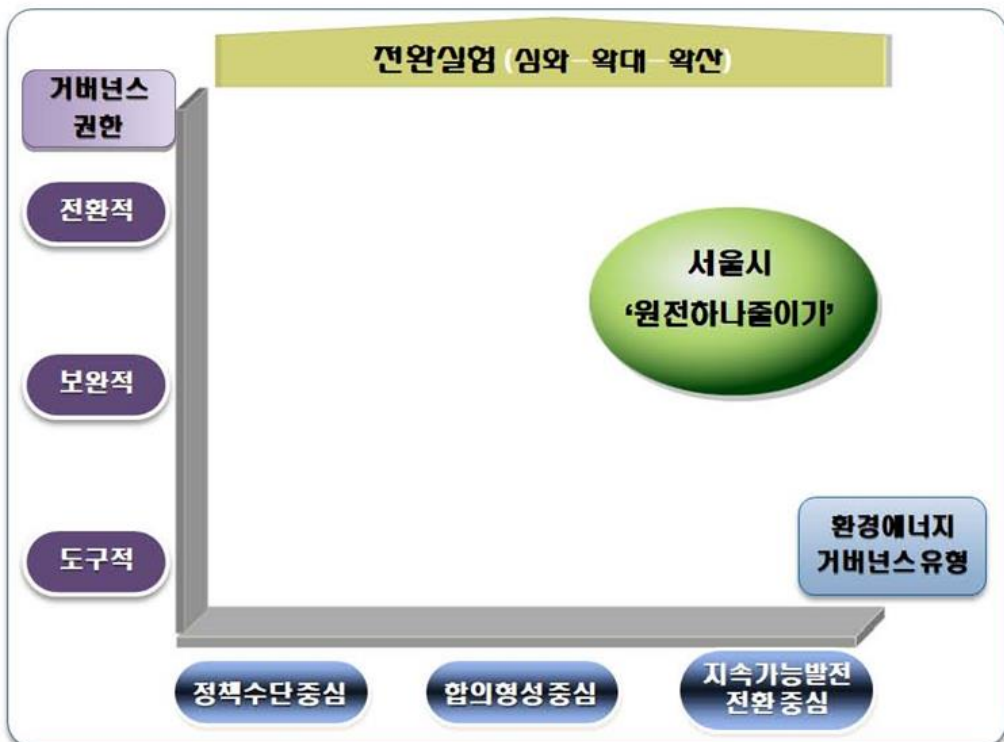 전환실험 (심화-확대-확산)
거버넌스
권한
전환적
서울시
‘원전하나줄이기’
보완적
환경에너지
거버넌스유형
도구적
정책수단중심
합의형성중심
지속가능발전
전환중심